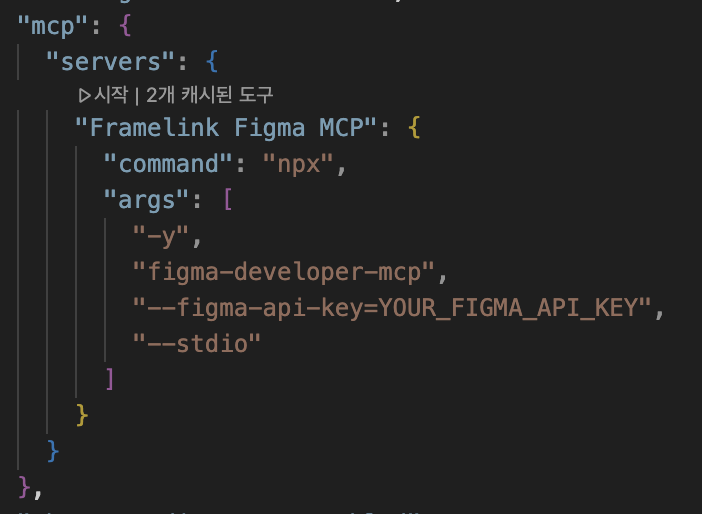 "mcp": {
"servers": {
▷시작 | 2개 캐시된 도구
"Framelink Figma MCP": {
"command": "npx",
"args": [
"-y",
"figma-developer-mcp",
"--figma-api-key=YOUR_FIGMA_API_KEY",
"--stdio"
]
}
}
},